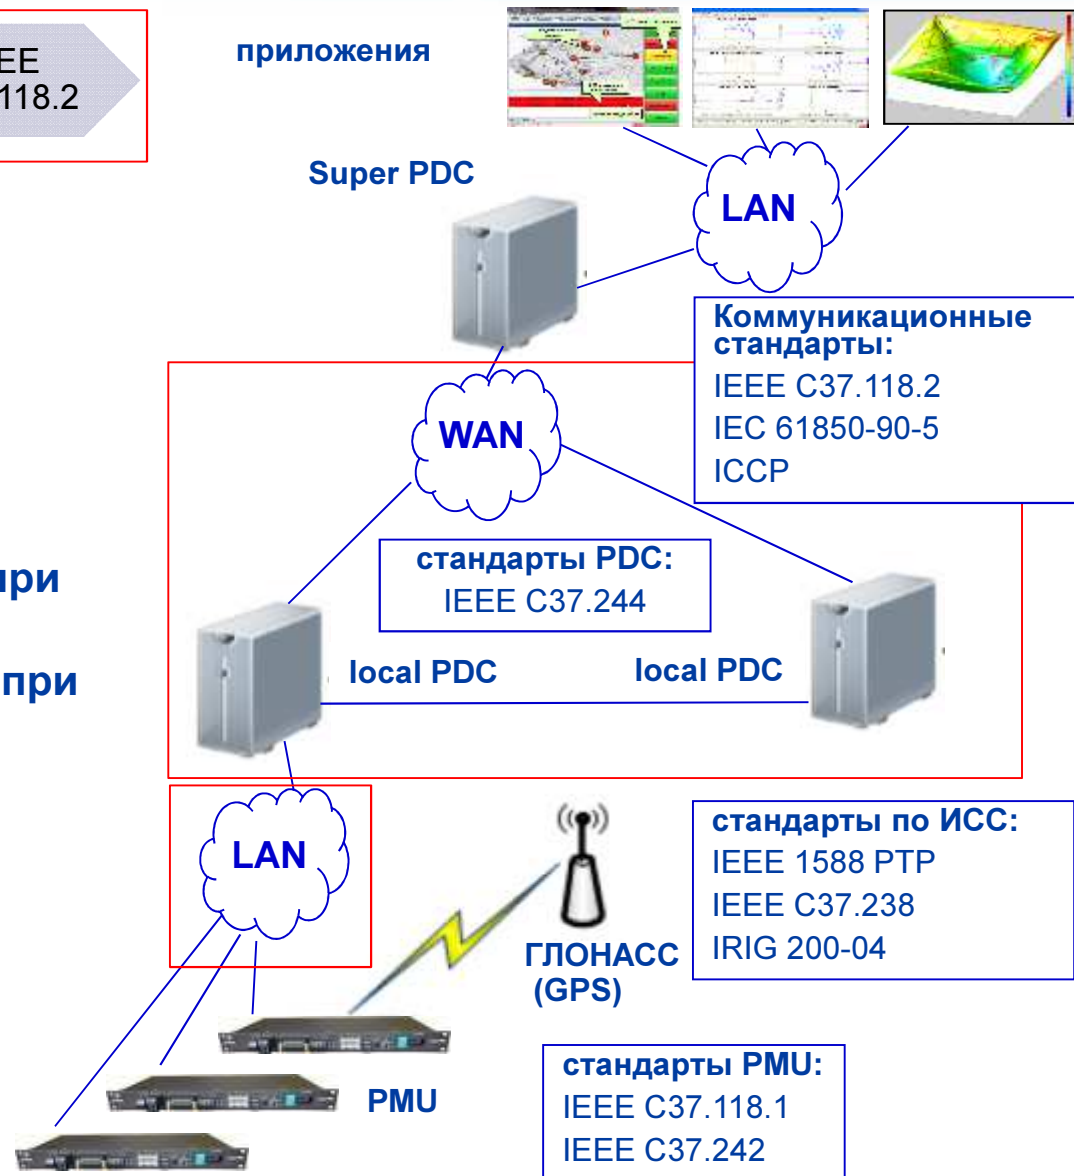 EE
118.2
приложения
Super PDC
LAN
Коммуникационные
стандарты:
IEEE C37.118.2
IEC 61850-90-5
ICCP
WAN
стандарты PDC:
IEEE C37.244
при
при
local PDC
local PDC
LAN
стандарты по ИСС:
IEEE 1588 PTP
IEEE C37.238
IRIG 200-04
ГЛОНАСС
(GPS)
PMU
стандарты PMU:
IEEE C37.118.1
IEEE C37.242